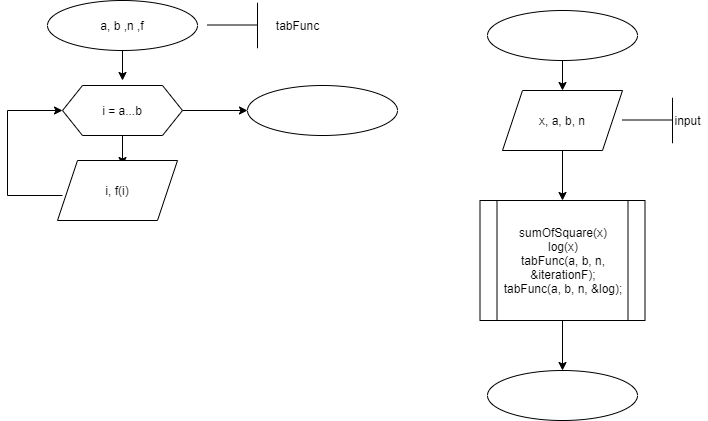 a, b ,n ,f
tabFunc
i = a...b
i, f(i)
x, a, b, n
input
sumOfSquare(x)
log(x)
tabFunc(a, b, n,
&iterationF);
tabFunc(a, b, n, &log);